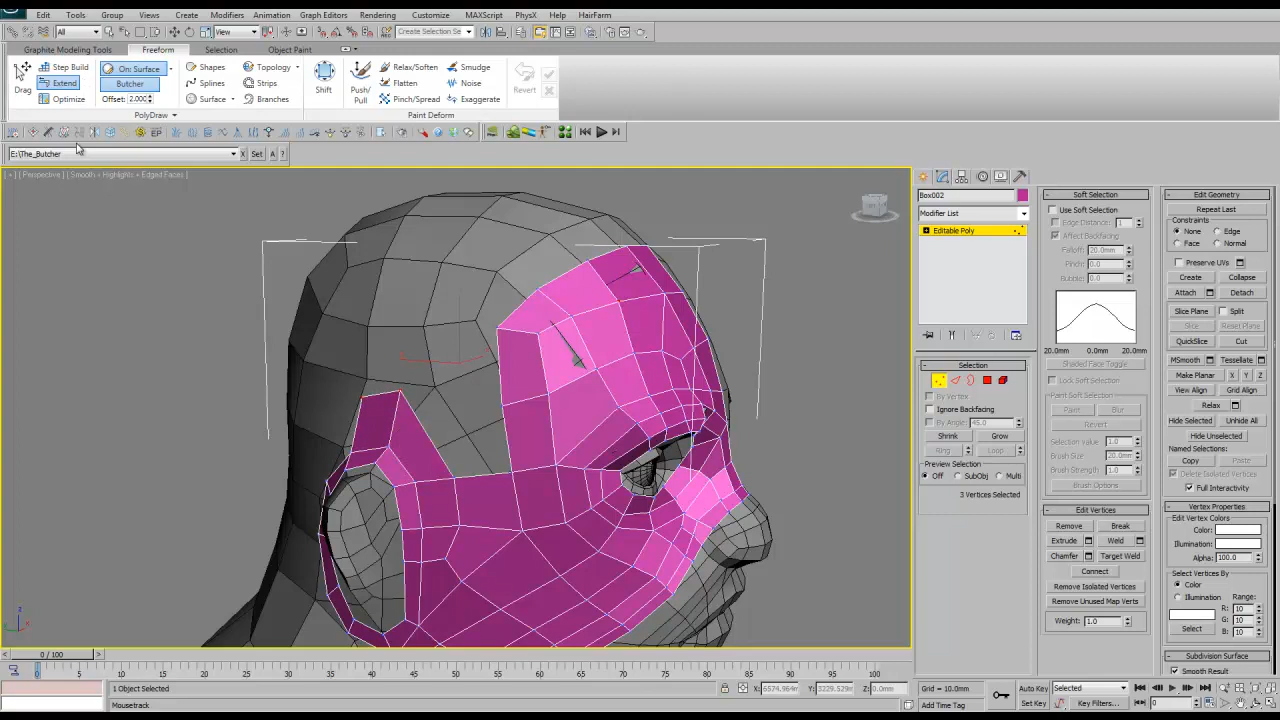 Edit Tools Group Views Create Modifiers Animation Graph Editors Rendering Customize MAXScript PhysX Help HairFarm
All View Create Selection Se
Graphite Modeling Tools Freeform Selection Object Paint
Step Build On: Surface Shapes Topology Relax/Soften Smudge
Extend Butcher Splines Strips Flatten Noise
Drag Shift Push/Pull Revert
Optimize Offset: 2.000 Surface Branches Pinch/Spread Exaggerate
PolyDraw Paint Deform
E:\The_Butcher X Set A ?
[ + ] [ Perspective ] [ Smooth + Highlights + Edged Faces ]
Box002
Modifier List
Editable Poly
Selection
By Vertex
Ignore Backfacing
By Angle: 45.0
Shrink Grow
Ring Loop
Preview Selection
Off SubObj Multi
3 Vertices Selected
Soft Selection
Use Soft Selection
Edge Distance: 1
Affect Backfacing
Falloff: 20.0mm
Pinch: 0.0
Bubble: 0.0
20.0mm 0.0mm 20.0mm
Shaded Face Toggle
Lock Soft Selection
Paint Soft Selection
Paint Blur
Revert
Selection value 1.0
Brush Size 20.0mm
Brush Strength 1.0
Brush Options
Edit Vertices
Remove Break
Extrude Weld
Chamfer Target Weld
Connect
Remove Isolated Vertices
Remove Unused Map Verts
Weight: 1.0
Edit Geometry
Repeat Last
Constraints
None Edge
Face Normal
Preserve UVs
Create Collapse
Attach Detach
Slice Plane Split
Slice Reset Plane
QuickSlice Cut
MSmooth Tessellate
Make Planar X Y Z
View Align Grid Align
Relax
Hide Selected Unhide All
Hide Unselected
Named Selections:
Copy Paste
Delete Isolated Vertices
Full Interactivity
Vertex Properties
Edit Vertex Colors
Color:
Illumination:
Alpha: 100.0
Select Vertices By
Color
Illumination
Range:
R: 10
G: 10
B: 10
Select
Subdivision Surface
Smooth Result
0 / 100
0 5 10 15 20 25 30 35 40 45 50 55 60 65 70 75 80 85 90 95 100
1 Object Selected X: 6574.964m Y: 3229.529m Z: 0.0mm Grid = 10.0mm Auto Key Selected
Mousetrack Add Time Tag Set Key Key Filters... 0